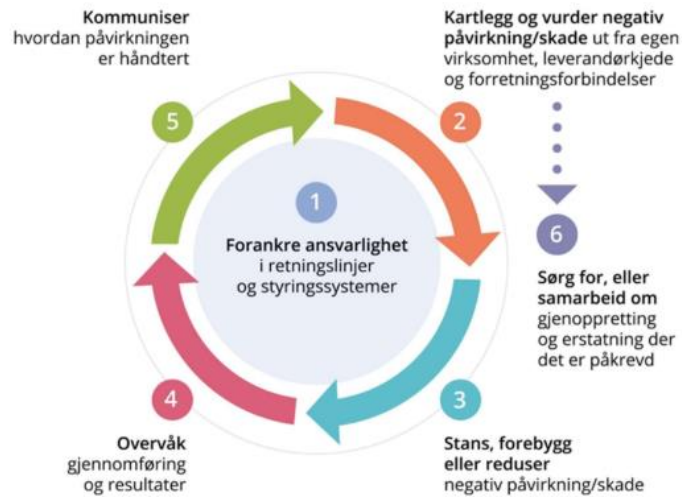 1
Forankre ansvarlighet
i retningslinjer
og styringssystemer
2
Kartlegg og vurder negativ
påvirkning/skade ut fra egen
virksomhet, leverandørkjede
og forretningsforbindelser
3
Stans, forebygg
eller reduser
negativ påvirkning/skade
4
Overvåk
gjennomføring
og resultater
5
Kommuniser
hvordan påvirkningen
er håndtert
6
Sørg for, eller
samarbeid om
gjenoppretting
og erstatning der
det er påkrevd